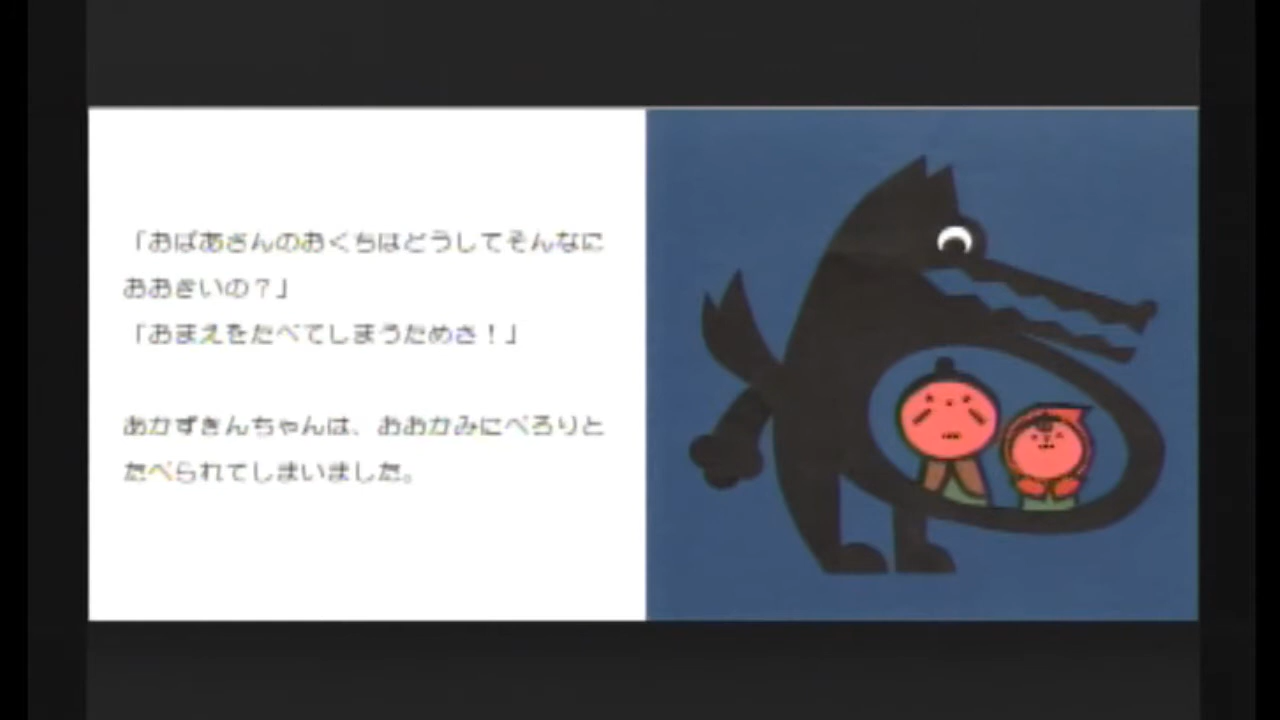 「おばあさんのおくちはどうしてそんなに
おおきいの？」
「おまえをたべてしまうためさ！」
あかずきんちゃんは、おおかみにぺろりと
たべられてしまいました。